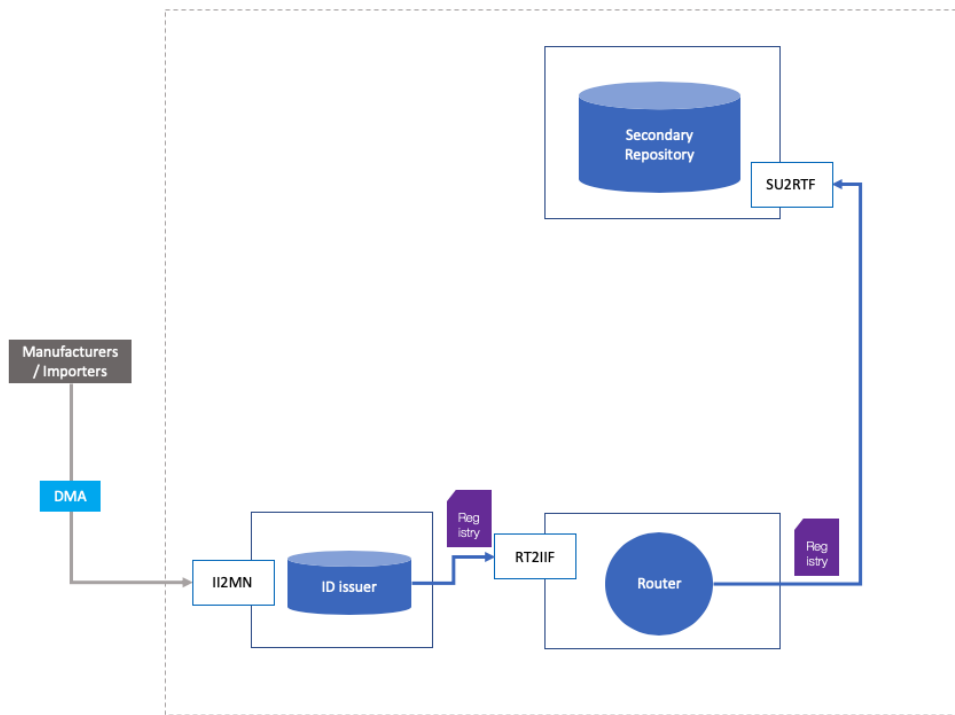 Secondary
Repository
SU2RTF
Manufacturers
/ Importers
DMA
Reg
istry
II2MN
ID issuer
RT2IIF
Router
Reg
istry